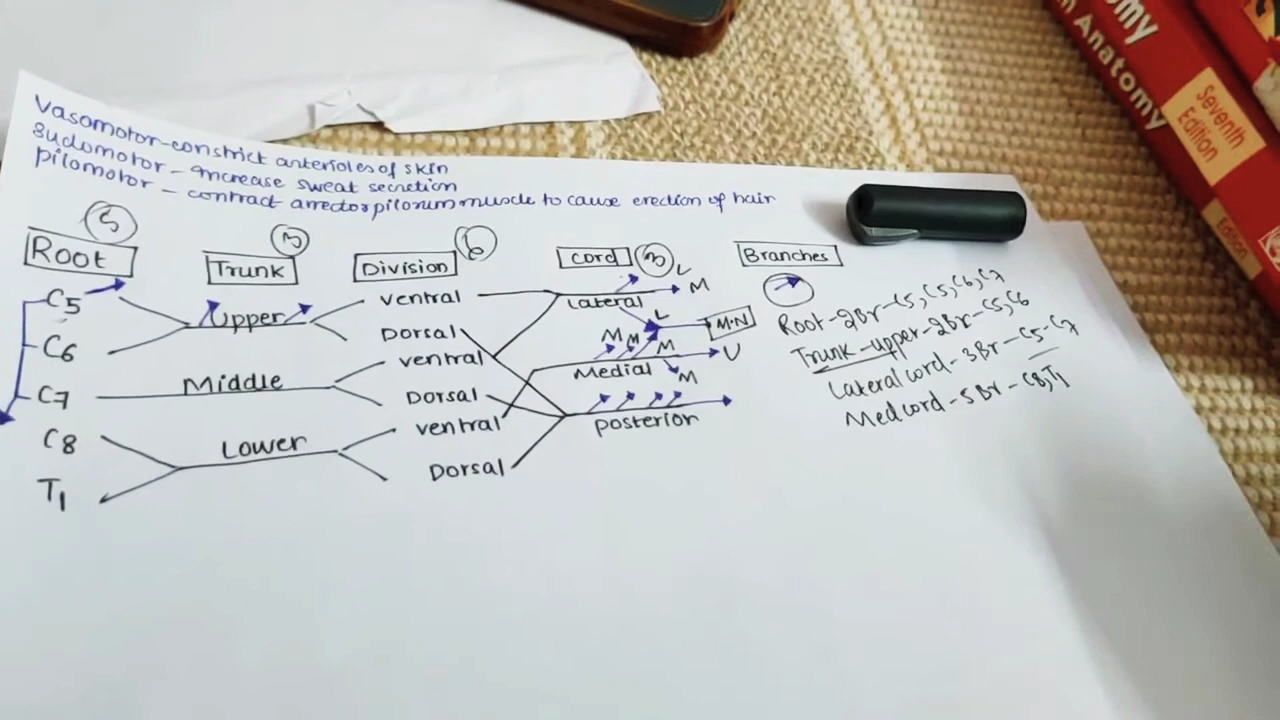 Vasomotor-constrict arterioles of skin
Sudomotor - increase sweat secretion
Pilomotor - contract arrector pilorum muscle to cause erection of hair
5 3 6 3
Root Trunk Division Cord Branches
C5
C6
C7
C8
T1
Upper
Middle
Lower
ventral
Dorsal
ventral
Dorsal
ventral
Dorsal
L
M
Lateral
L
M.N
M M M
U
Medial M
posterior
Root-2Br-C5, C5, C6, C7
Trunk-upper-2Br-C5, C6
Lateral cord-3Br-C5-C7
Med cord-5Br-C8, T1
omy
n Anatomy
Seventh
Edition
Edition